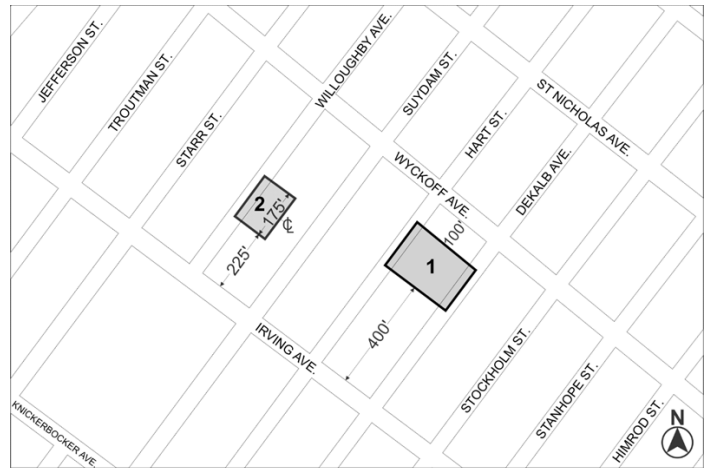 JEFFERSON ST.
TROUTMAN ST.
STARR ST.
WILLOUGHBY AVE.
SUYDAM ST.
HART ST.
ST NICHOLAS AVE.
DEKALB AVE.
WYCKOFF AVE.
2
175'
℄
225'
100'
1
400'
IRVING AVE.
STOCKHOLM ST.
STANHOPE ST.
HIMROD ST.
KNICKERBOCKER AVE.
N